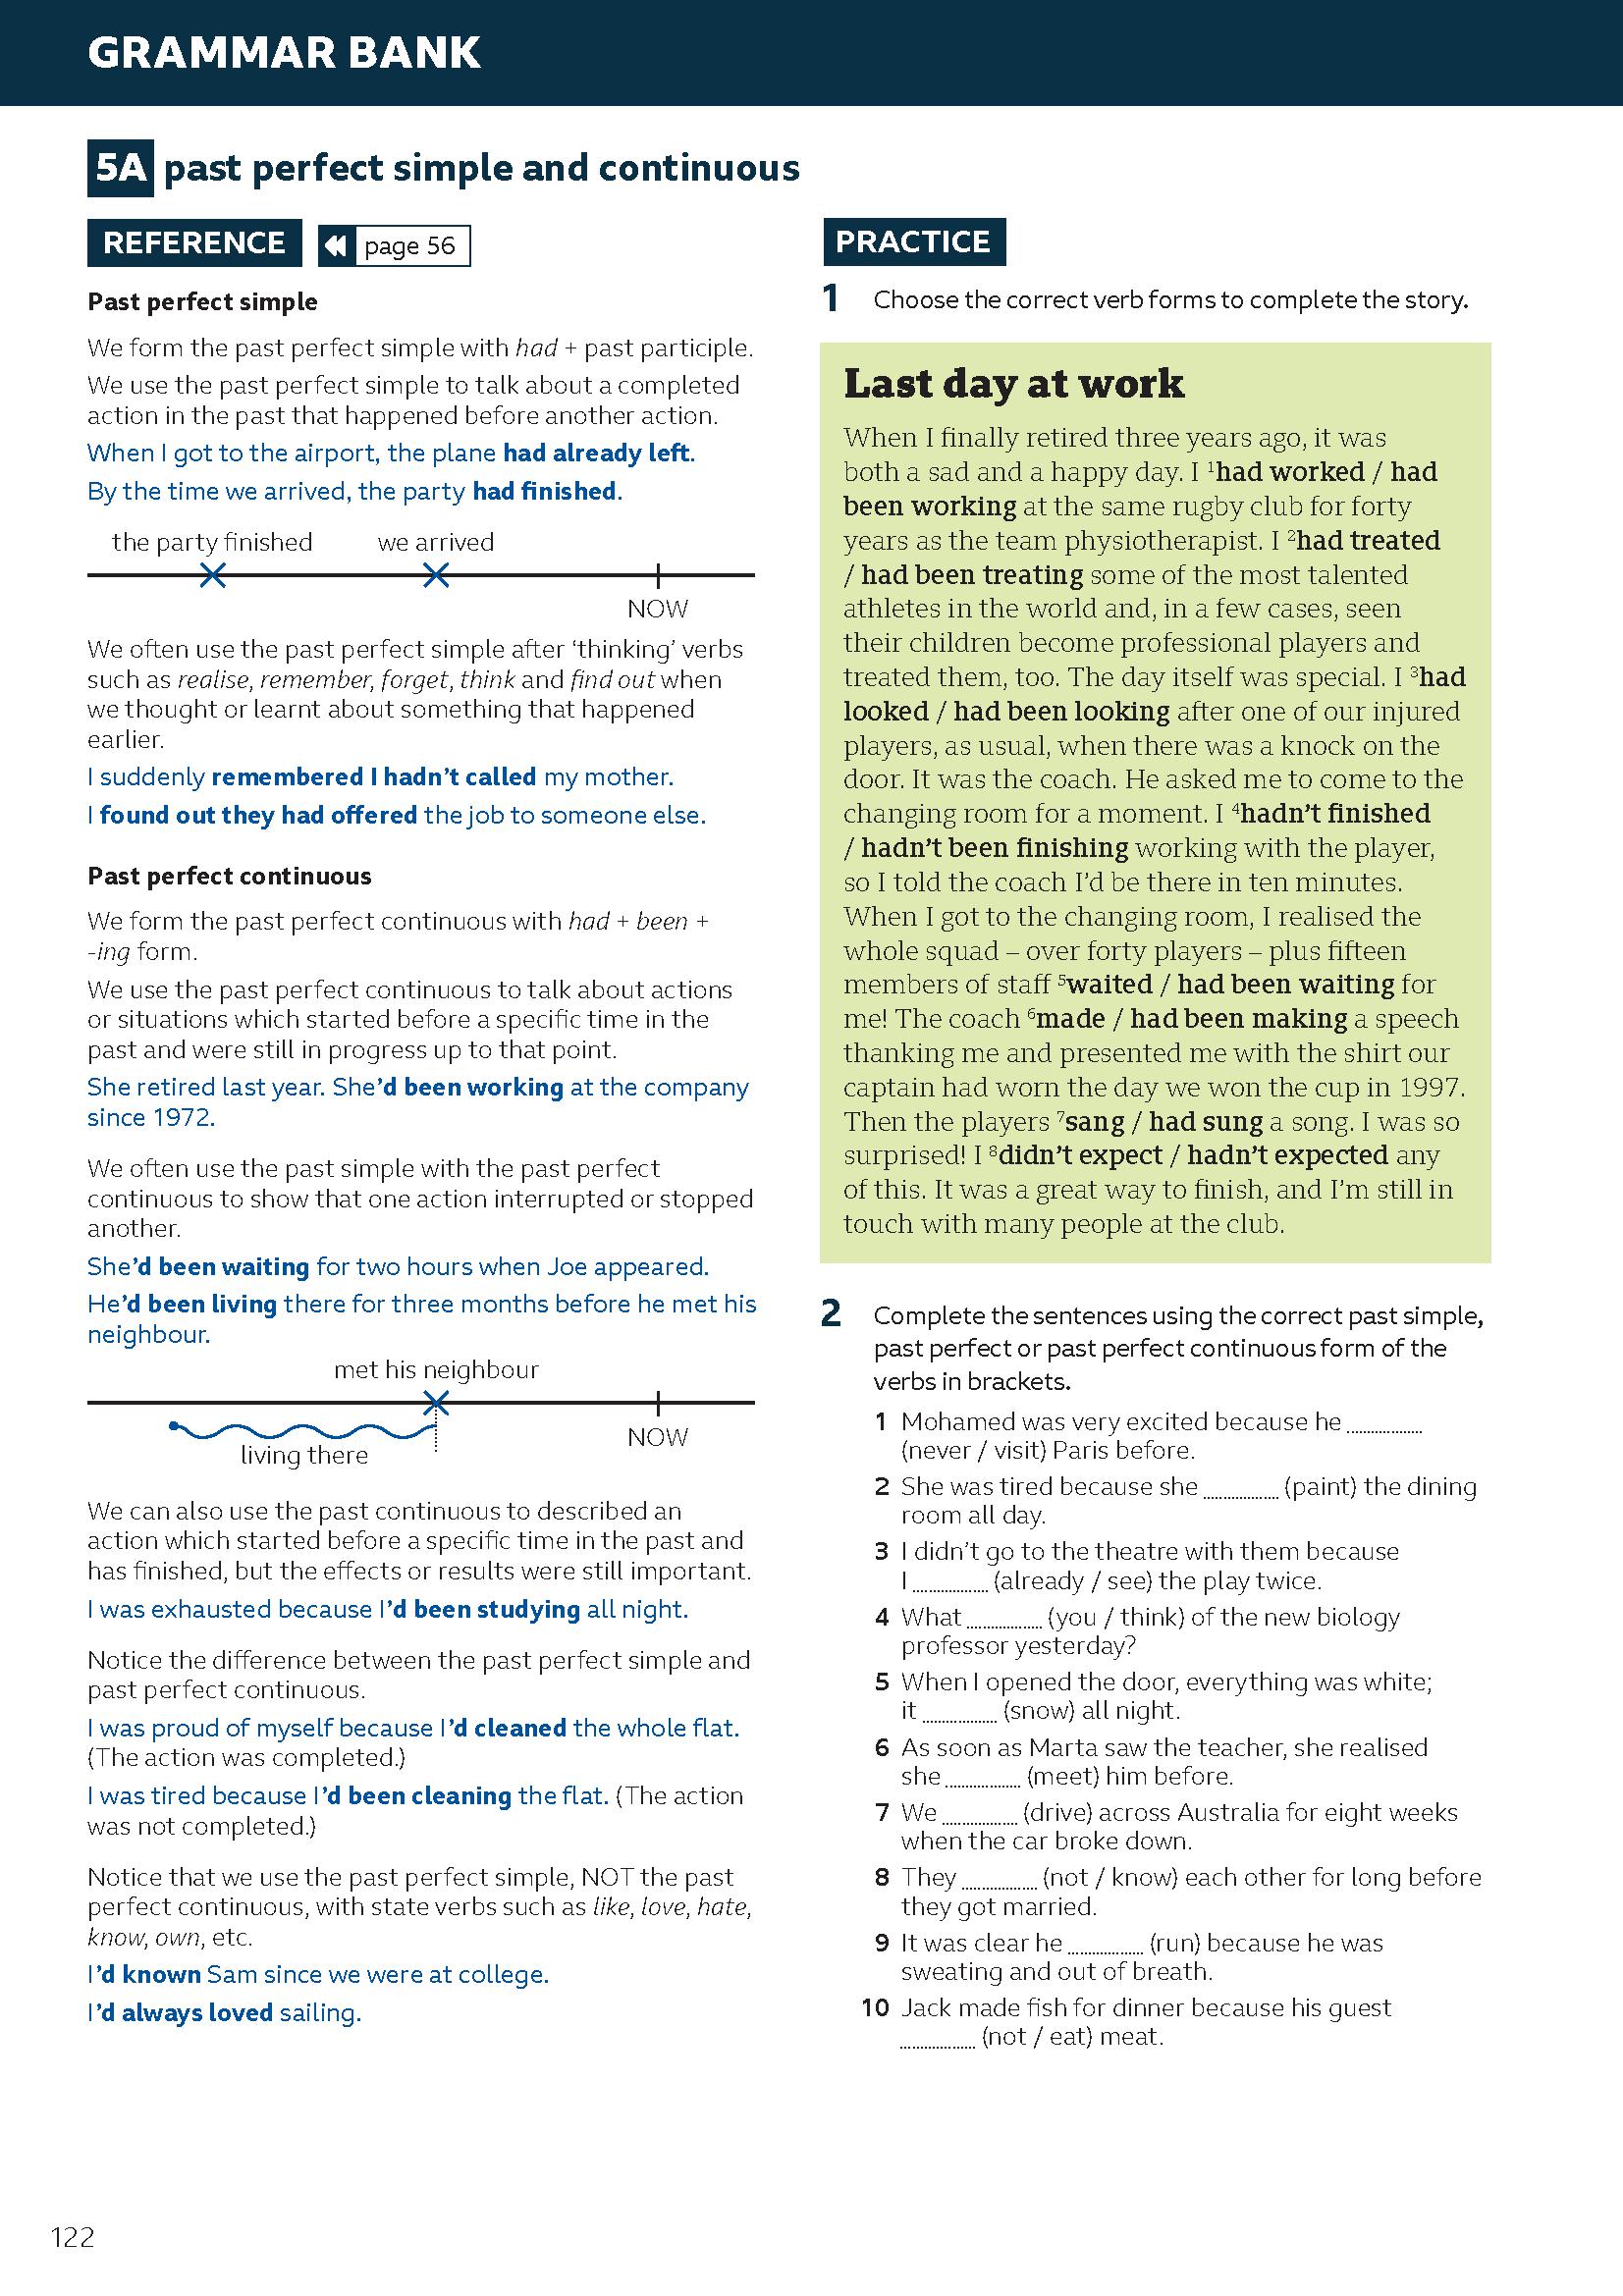 GRAMMAR BANK
5A past perfect simple and continuous
REFERENCE page 56
Past perfect simple
We form the past perfect simple with had + past participle.
We use the past perfect simple to talk about a completed
action in the past that happened before another action.
When I got to the airport, the plane had already left.
By the time we arrived, the party had finished.
the party finished we arrived
NOW
We often use the past perfect simple after ‘thinking’ verbs
such as realise, remember, forget, think and find out when
we thought or learnt about something that happened
earlier.
I suddenly remembered I hadn’t called my mother.
I found out they had offered the job to someone else.
Past perfect continuous
We form the past perfect continuous with had + been +
-ing form.
We use the past perfect continuous to talk about actions
or situations which started before a specific time in the
past and were still in progress up to that point.
She retired last year. She’d been working at the company
since 1972.
We often use the past simple with the past perfect
continuous to show that one action interrupted or stopped
another.
She’d been waiting for two hours when Joe appeared.
He’d been living there for three months before he met his
neighbour.
met his neighbour
NOW
living there
We can also use the past continuous to described an
action which started before a specific time in the past and
has finished, but the effects or results were still important.
I was exhausted because I’d been studying all night.
Notice the difference between the past perfect simple and
past perfect continuous.
I was proud of myself because I’d cleaned the whole flat.
(The action was completed.)
I was tired because I’d been cleaning the flat. (The action
was not completed.)
Notice that we use the past perfect simple, NOT the past
perfect continuous, with state verbs such as like, love, hate,
know, own, etc.
I’d known Sam since we were at college.
I’d always loved sailing.
PRACTICE
1 Choose the correct verb forms to complete the story.
Last day at work
When I finally retired three years ago, it was
both a sad and a happy day. I ¹had worked / had
been working at the same rugby club for forty
years as the team physiotherapist. I ²had treated
/ had been treating some of the most talented
athletes in the world and, in a few cases, seen
their children become professional players and
treated them, too. The day itself was special. I ³had
looked / had been looking after one of our injured
players, as usual, when there was a knock on the
door. It was the coach. He asked me to come to the
changing room for a moment. I ⁴hadn’t finished
/ hadn’t been finishing working with the player,
so I told the coach I’d be there in ten minutes.
When I got to the changing room, I realised the
whole squad – over forty players – plus fifteen
members of staff ⁵waited / had been waiting for
me! The coach ⁶made / had been making a speech
thanking me and presented me with the shirt our
captain had worn the day we won the cup in 1997.
Then the players ⁷sang / had sung a song. I was so
surprised! I ⁸didn’t expect / hadn’t expected any
of this. It was a great way to finish, and I’m still in
touch with many people at the club.
2 Complete the sentences using the correct past simple,
past perfect or past perfect continuous form of the
verbs in brackets.
1 Mohamed was very excited because he ..................
(never / visit) Paris before.
2 She was tired because she .................. (paint) the dining
room all day.
3 I didn’t go to the theatre with them because
I .................. (already / see) the play twice.
4 What .................. (you / think) of the new biology
professor yesterday?
5 When I opened the door, everything was white;
it .................. (snow) all night.
6 As soon as Marta saw the teacher, she realised
she .................. (meet) him before.
7 We .................. (drive) across Australia for eight weeks
when the car broke down.
8 They .................. (not / know) each other for long before
they got married.
9 It was clear he .................. (run) because he was
sweating and out of breath.
10 Jack made fish for dinner because his guest
.................. (not / eat) meat.
122